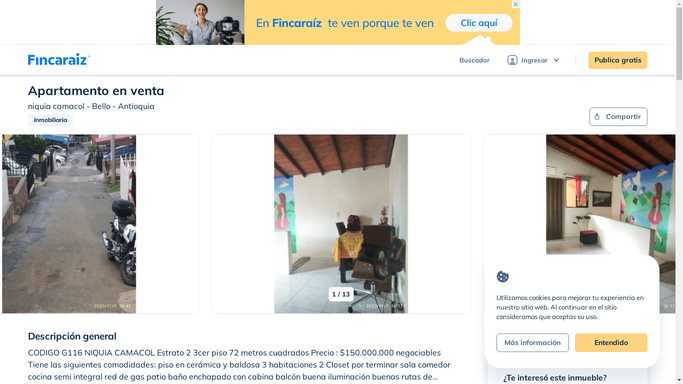 En Fincaraíz te ven porque te ven
Clic aquí
Fincaraiz
Buscador
Ingresar
Publica gratis
Apartamento en venta
niquia camacol - Bello - Antioquia
Inmobiliaria
Compartir
1 / 13
Utilizamos cookies para mejorar tu experiencia en
nuestro sitio web. Al continuar en el sitio
consideramos que aceptas su uso.
Más información
Entendido
Descripción general
CODIGO G116 NIQUIA CAMACOL Estrato 2 3cer piso 72 metros cuadrados Precio : $150.000.000 negociables
Tiene las siguientes comodidades: piso en cerámica y baldosa 3 habitaciones 2 Closet por terminar sala comedor
cocina semi integral red de gas patio baño enchapado con cabina balcón buena iluminación buenas rutas de...
¿Te interesó este inmueble?